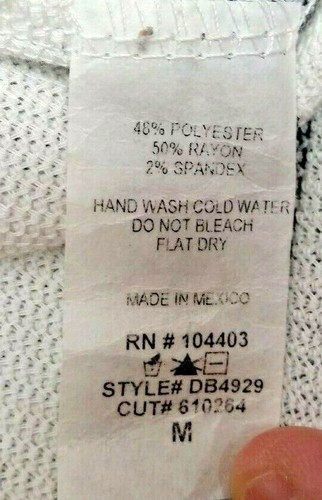 48% POLYESTER
50% RAYON
2% SPANDEX
HAND WASH COLD WATER
DO NOT BLEACH
FLAT DRY
MADE IN MEXICO
RN # 104403
STYLE# DB4929
CUT# 610264
M